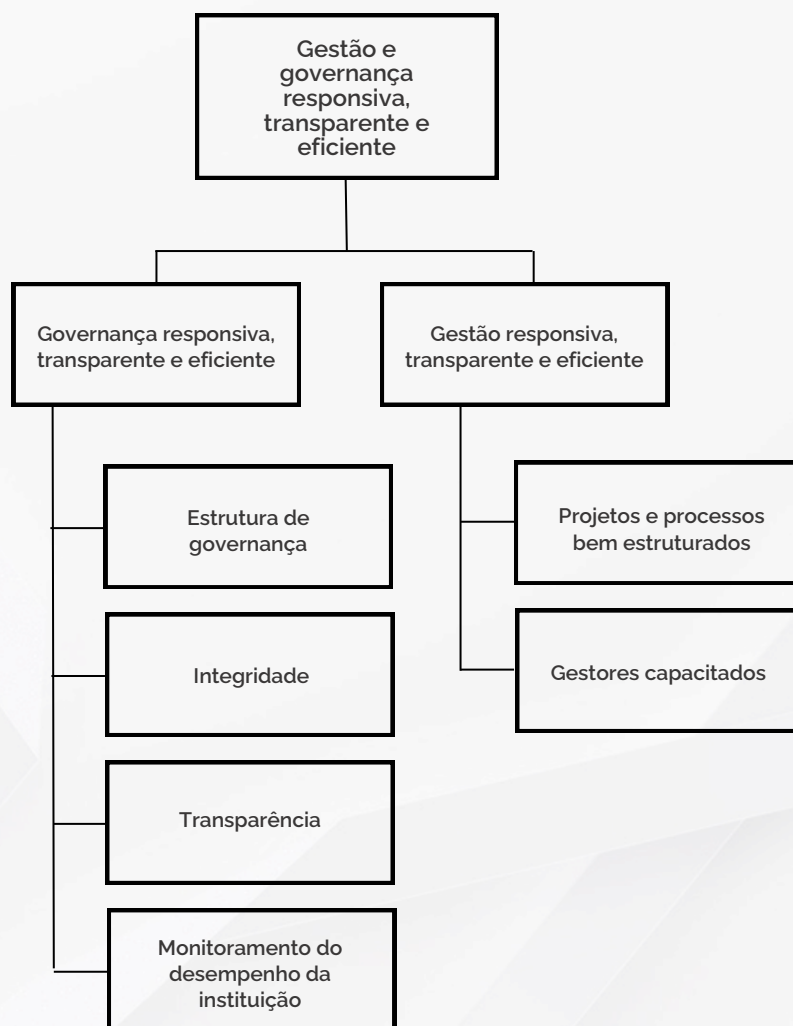 Gestão e
governança
responsiva,
transparente e
eficiente
Governança responsiva,
transparente e eficiente
Gestão responsiva,
transparente e eficiente
Estrutura de
governança
Projetos e processos
bem estruturados
Integridade
Gestores capacitados
Transparência
Monitoramento do
desempenho da
instituição